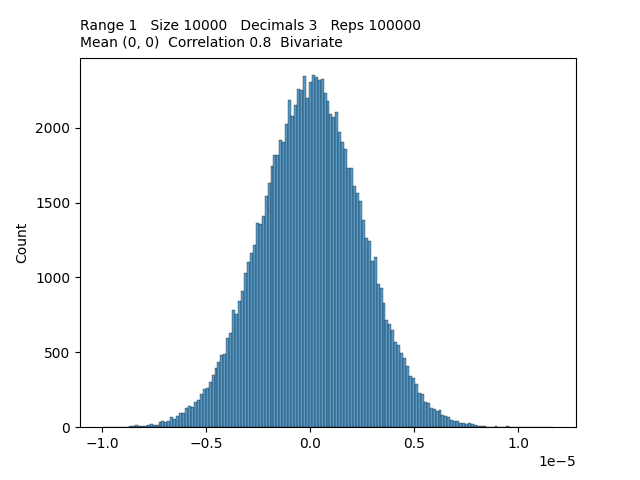 Range 1   Size 10000   Decimals 3   Reps 100000
Mean (0, 0)  Correlation 0.8  Bivariate
Count
2000
1500
1000
500
0
−1.0 −0.5 0.0 0.5 1.0
1e−5